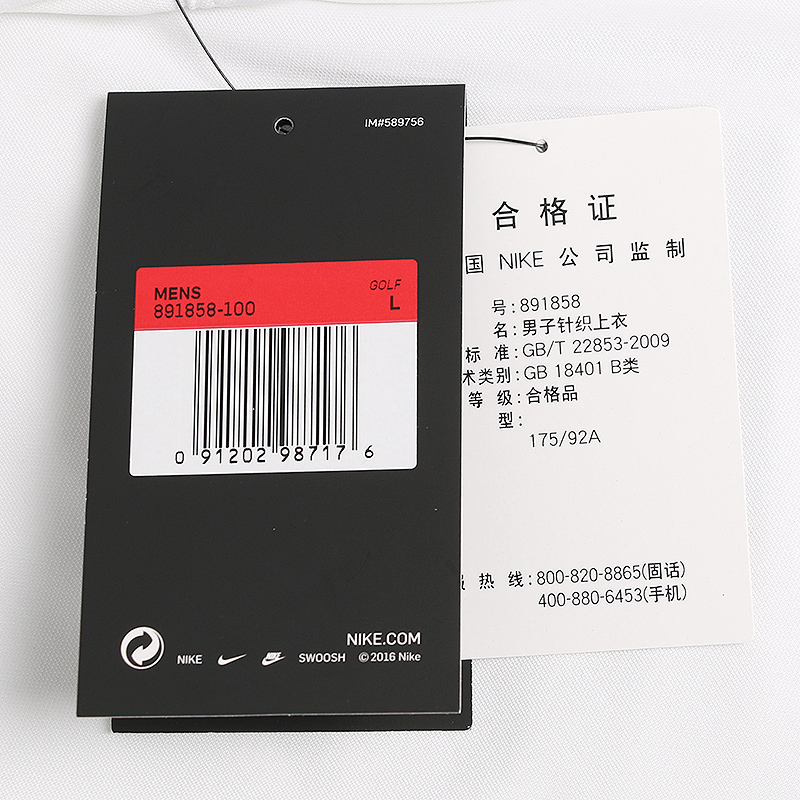 IM#589756
MENS
891858-100
GOLF
L
0 91202 98717 6
NIKE.COM
NIKE
SWOOSH
© 2016 Nike
合格证
国 NIKE 公司监制
号:891858
名:男子针织上衣
标 准:GB/T 22853-2009
术类别:GB 18401 B类
等 级:合格品
型:
175/92A
热 线:800-820-8865(固话)
400-880-6453(手机)